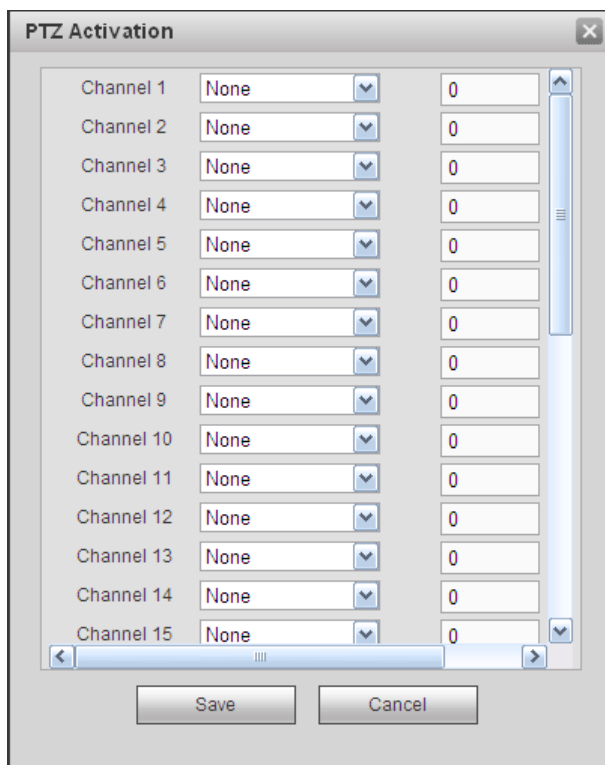 PTZ Activation
Channel 1 None 0
Channel 2 None 0
Channel 3 None 0
Channel 4 None 0
Channel 5 None 0
Channel 6 None 0
Channel 7 None 0
Channel 8 None 0
Channel 9 None 0
Channel 10 None 0
Channel 11 None 0
Channel 12 None 0
Channel 13 None 0
Channel 14 None 0
Channel 15 None 0
Save Cancel